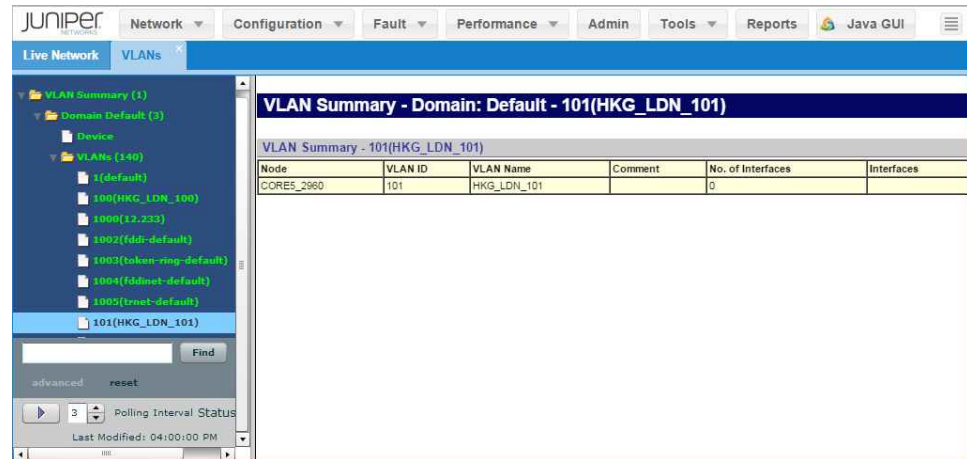 JUNIPER
NETWORKS
Network Configuration Fault Performance Admin Tools Reports Java GUI
Live Network VLANs
VLAN Summary (1)
Domain Default (3)
Device
VLANs (140)
1(default)
100(HKG_LDN_100)
1000(12.233)
1002(fddi-default)
1003(token-ring-default)
1004(fddinet-default)
1005(trnet-default)
101(HKG_LDN_101)
Find
advanced reset
3 Polling Interval Status
Last Modified: 04:00:00 PM
VLAN Summary - Domain: Default - 101(HKG_LDN_101)
VLAN Summary - 101(HKG_LDN_101)
Node VLAN ID VLAN Name Comment No. of Interfaces Interfaces
CORE5_2960 101 HKG_LDN_101 0